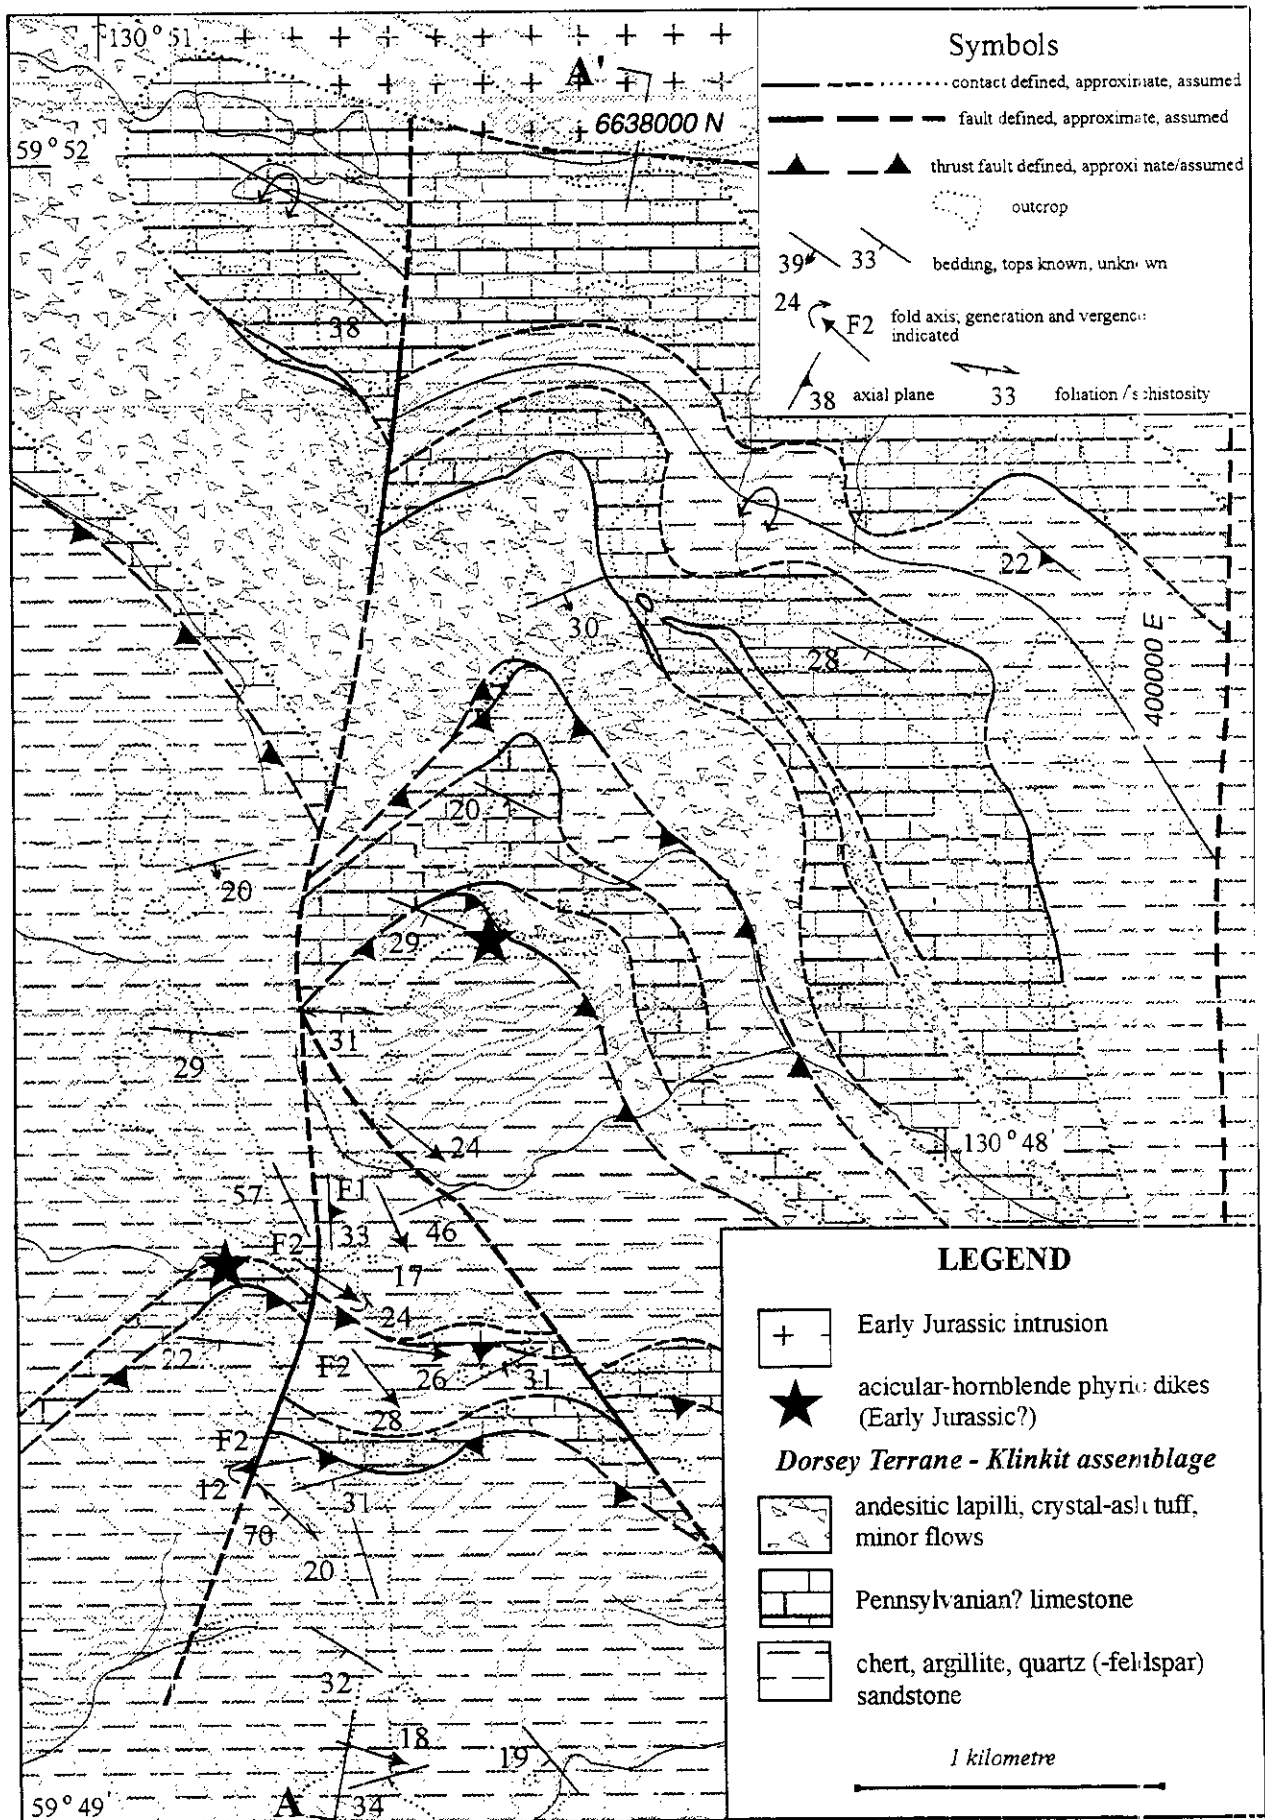 130° 51'
A'
6638000 N
59° 52'
Symbols
contact defined, approximate, assumed
fault defined, approximate, assumed
thrust fault defined, approximate/assumed
outcrop
39 33 bedding, tops known, unknown
24 F2 fold axis; generation and vergence indicated
38 axial plane 33 foliation / schistosity
38
22
30
28
400000 E
20
20
29
31
29
24
130° 48'
57
F1
33
46
F2
17
24
22
F2
26
31
28
F2
12
31
70
20
32
18
19
59° 49'
A
34
LEGEND
Early Jurassic intrusion
acicular-hornblende phyric dikes
(Early Jurassic?)
Dorsey Terrane - Klinkit assemblage
andesitic lapilli, crystal-ash tuff,
minor flows
Pennsylvanian? limestone
chert, argillite, quartz (-feldspar)
sandstone
1 kilometre